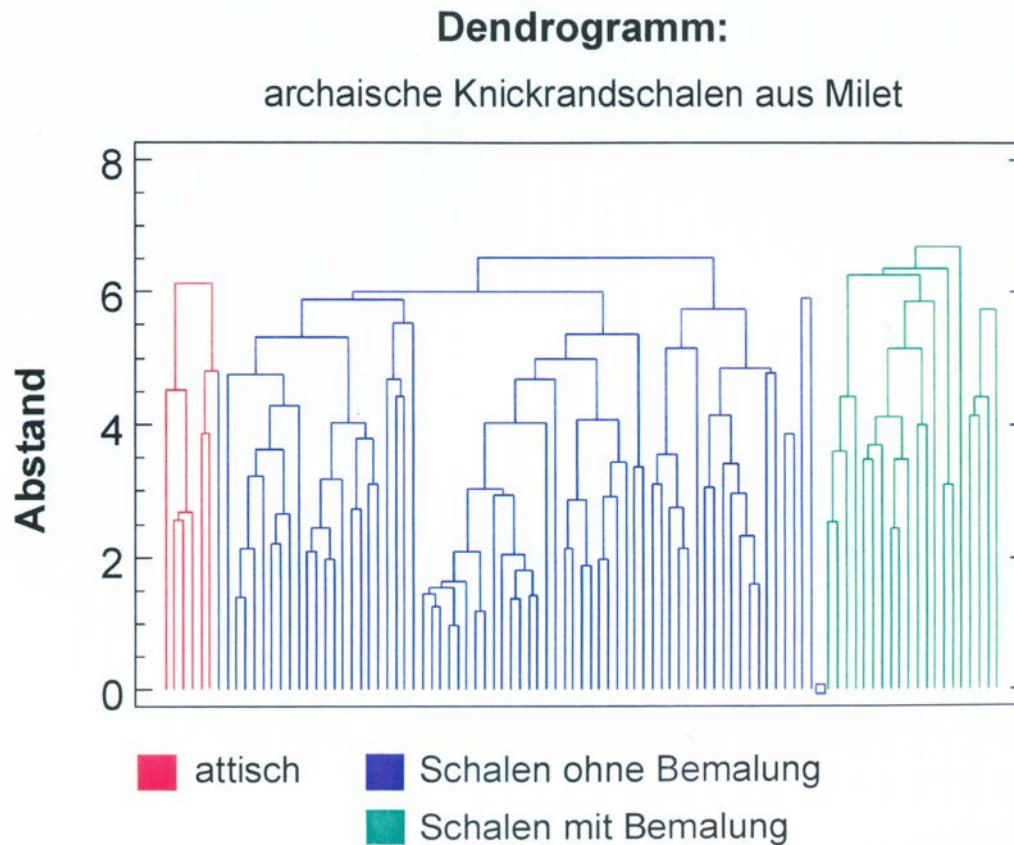 Dendrogramm:
archaische Knickrandschalen aus Milet
Abstand
8
6
4
2
0
attisch
Schalen ohne Bemalung
Schalen mit Bemalung